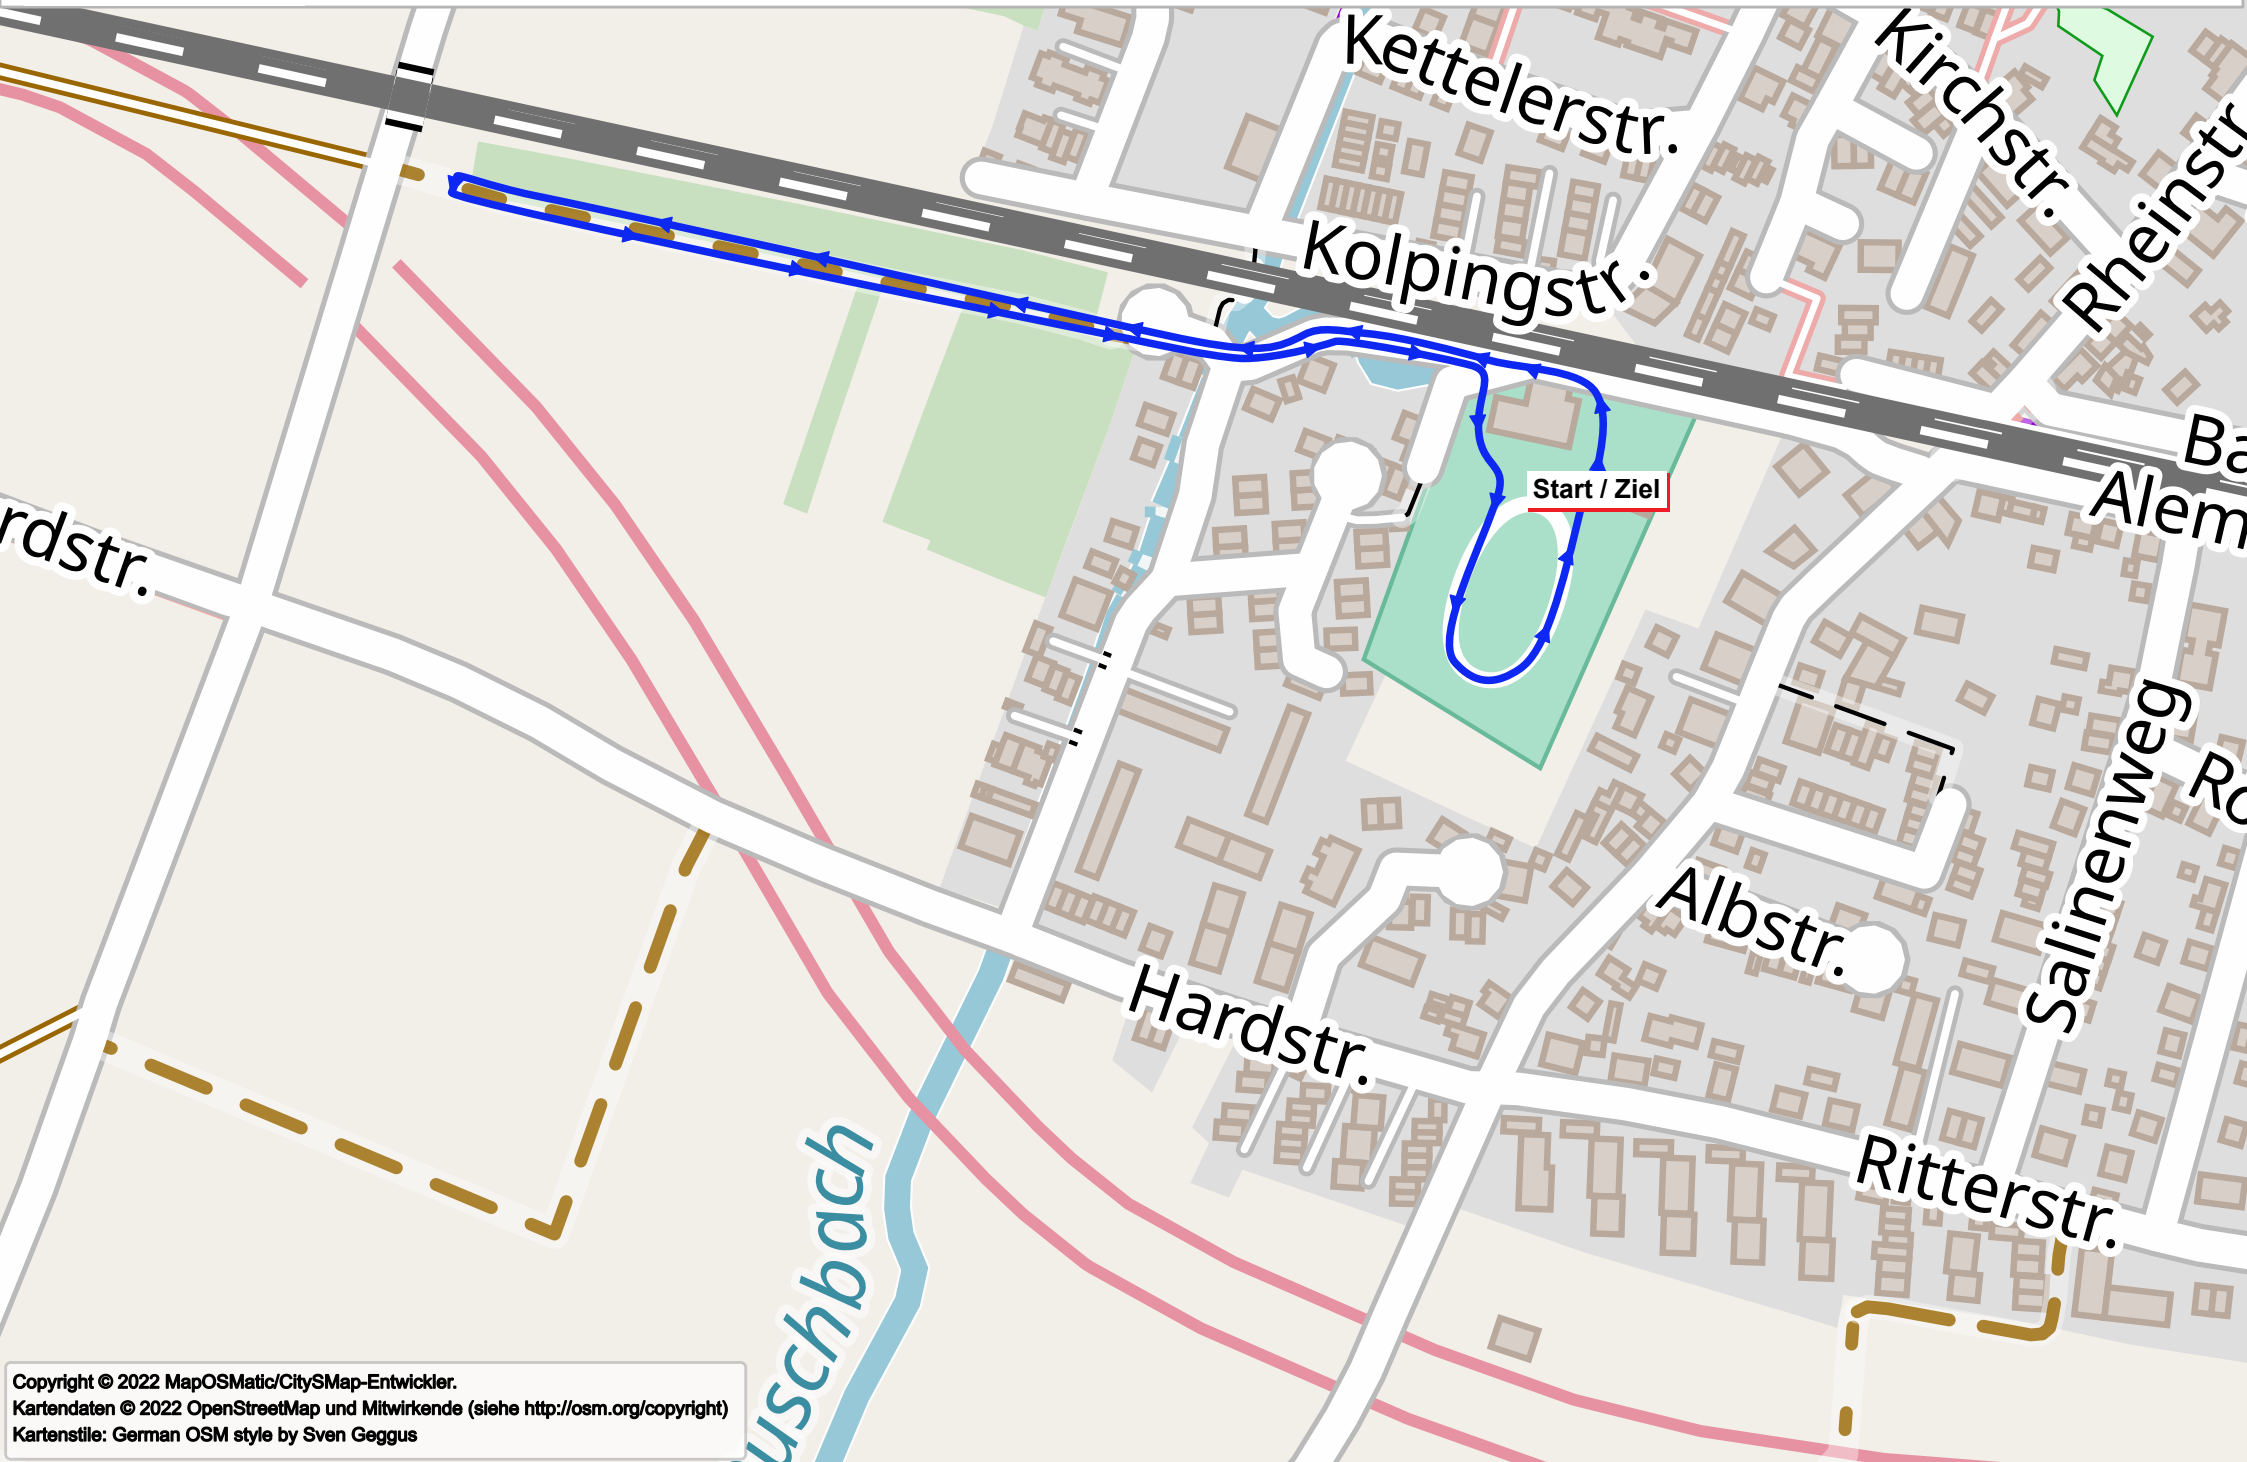 Kettelerstr.
Kirchstr.
Rheinstr.
Kolpingstr.
Start / Ziel
Ba
Alem
rdstr.
Salinenweg
Ro
Albstr.
Hardstr.
Ritterstr.
uschbach
Copyright © 2022 MapOSMatic/CitySMap-Entwickler.
Kartendaten © 2022 OpenStreetMap und Mitwirkende (siehe http://osm.org/copyright)
Kartenstile: German OSM style by Sven Geggus